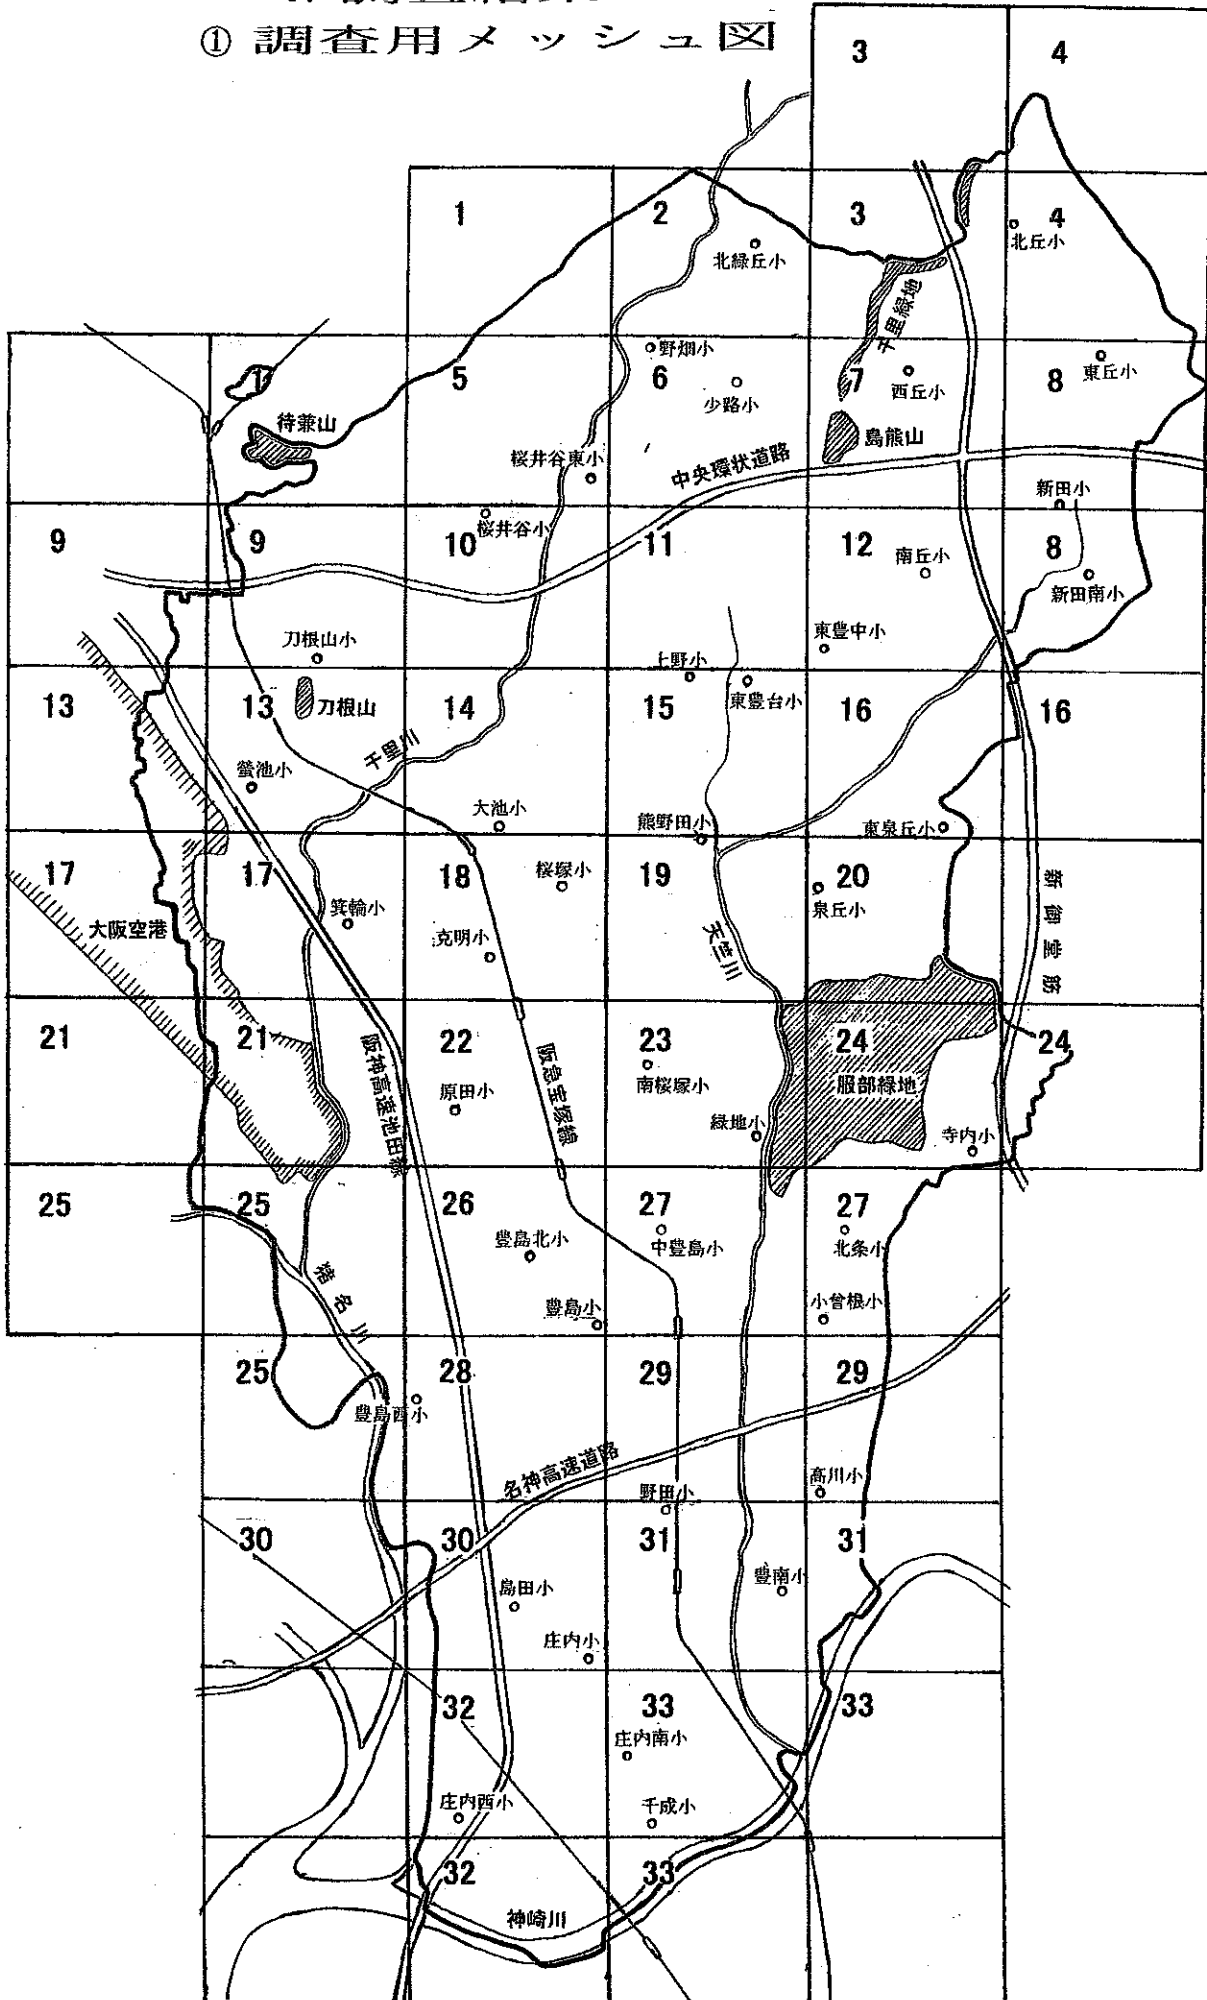 ① 調査用メッシュ図
3
4
1
2
3
4
北丘小
北緑丘小
千里緑地
野畑小
1
5
6
7
8
東丘小
西丘小
少路小
待兼山
島熊山
桜井谷東小
中央環状道路
新田小
桜井谷小
9
9
10
11
12
8
南丘小
新田南小
刀根山小
東豊中小
上野小
東豊台小
13
13
刀根山
14
15
16
16
千里川
螢池小
大池小
熊野田小
東泉丘小
17
17
18
桜塚小
19
20
泉丘小
新御堂筋
箕輪小
大阪空港
克明小
天竺川
21
21
22
23
24
24
阪神高速池田線
阪急宝塚線
原田小
南桜塚小
服部緑地
緑地小
寺内小
25
25
26
27
27
豊島北小
中豊島小
北条小
猪名川
豊島小
小曽根小
25
28
29
29
豊島西小
名神高速道路
高川小
野田小
30
30
31
31
島田小
豊南小
庄内小
32
33
33
庄内南小
庄内西小
千成小
32
33
神崎川